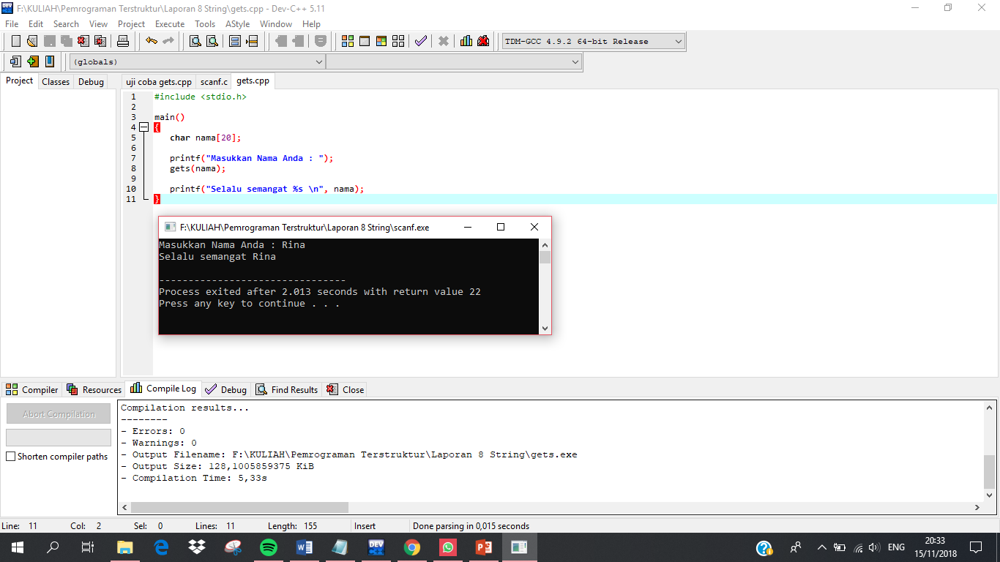 F:\KULIAH\Pemrograman Terstruktur\Laporan 8 String\gets.cpp - Dev-C++ 5.11
File Edit Search View Project Execute Tools AStyle Window Help
TDM-GCC 4.9.2 64-bit Release
(globals)
Project Classes Debug uji coba gets.cpp scanf.c gets.cpp
1 #include <stdio.h>
2
3 main()
4 {
5 char nama[20];
6
7 printf("Masukkan Nama Anda : ");
8 gets(nama);
9
10 printf("Selalu semangat %s \n", nama);
11 }
F:\KULIAH\Pemrograman Terstruktur\Laporan 8 String\scanf.exe
Masukkan Nama Anda : Rina
Selalu semangat Rina
--------------------------------
Process exited after 2.013 seconds with return value 22
Press any key to continue . . .
Compiler Resources Compile Log Debug Find Results Close
Abort Compilation
Shorten compiler paths
Compilation results...
--------
- Errors: 0
- Warnings: 0
- Output Filename: F:\KULIAH\Pemrograman Terstruktur\Laporan 8 String\gets.exe
- Output Size: 128,1005859375 KiB
- Compilation Time: 5,33s
Line: 11 Col: 2 Sel: 0 Lines: 11 Length: 155 Insert Done parsing in 0,015 seconds
DEV
ENG
20:33
15/11/2018